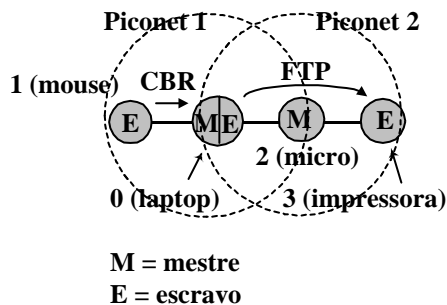 Piconet 1
Piconet 2
1 (mouse)
CBR
FTP
E
M E
M
E
2 (micro)
0 (laptop)
3 (impressora)
M = mestre
E = escravo